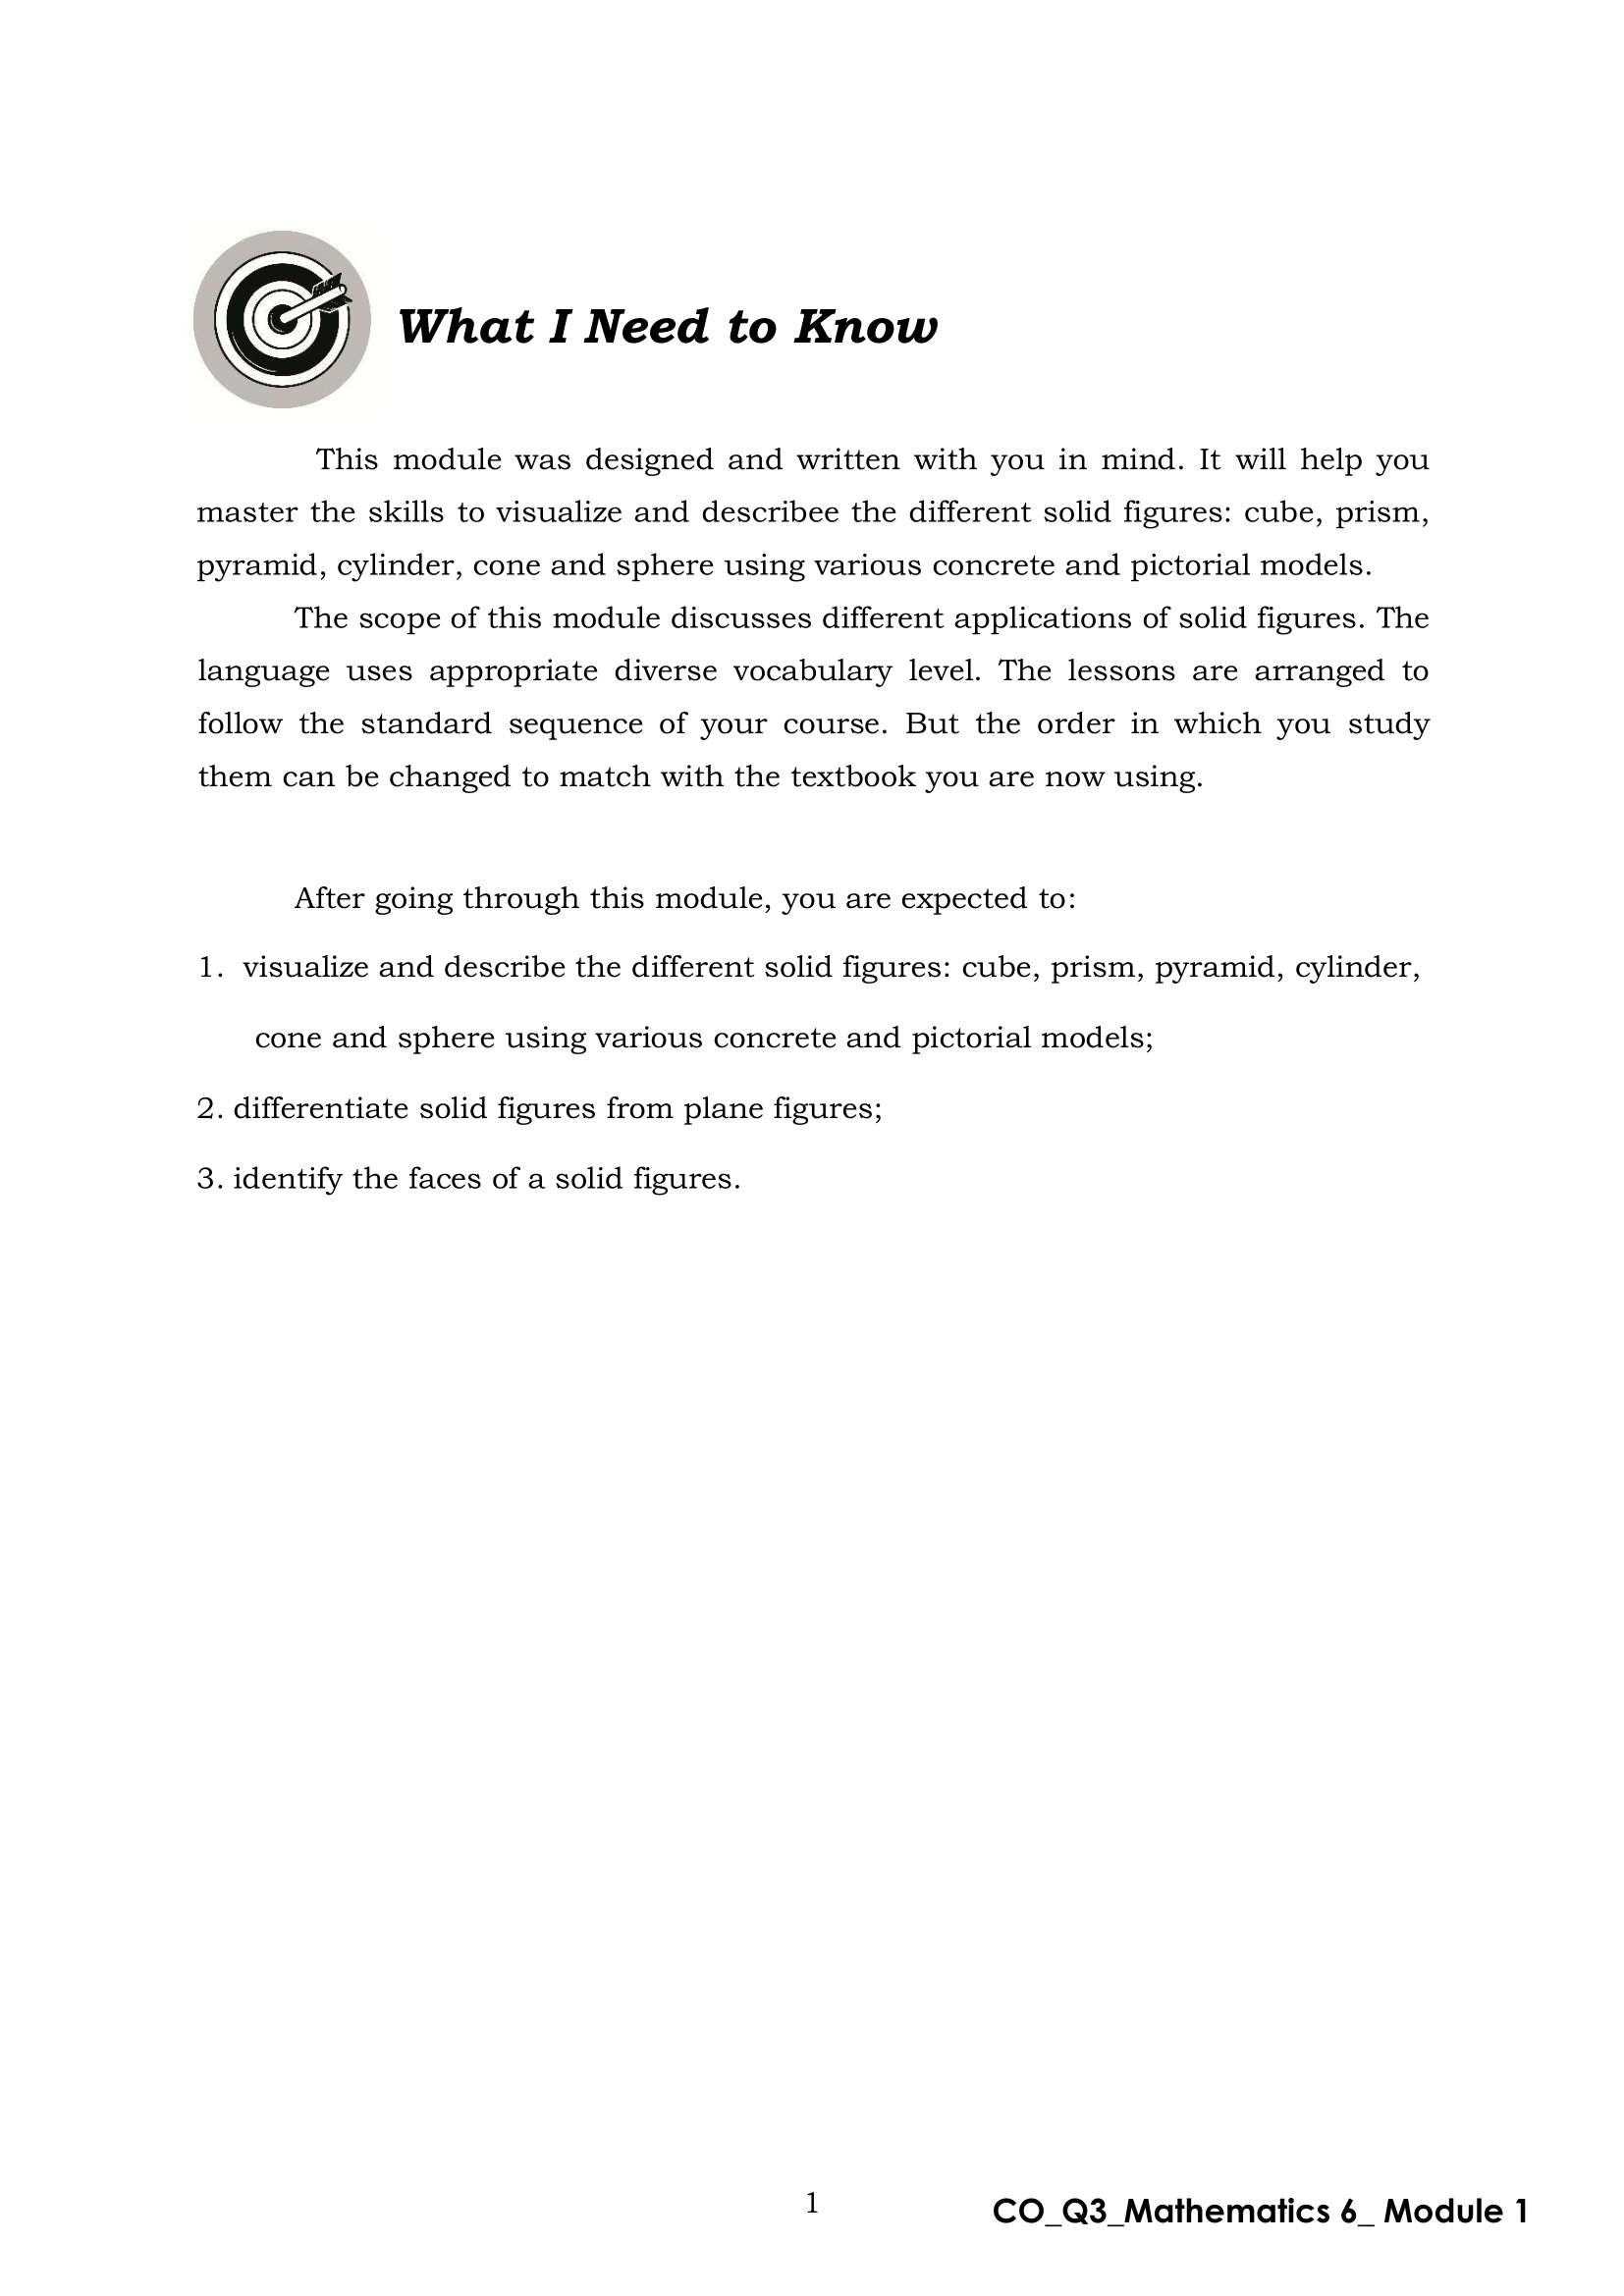 What I Need to Know
This module was designed and written with you in mind. It will help you
master the skills to visualize and describee the different solid figures: cube, prism,
pyramid, cylinder, cone and sphere using various concrete and pictorial models.
The scope of this module discusses different applications of solid figures. The
language uses appropriate diverse vocabulary level. The lessons are arranged to
follow the standard sequence of your course. But the order in which you study
them can be changed to match with the textbook you are now using.
After going through this module, you are expected to:
1. visualize and describe the different solid figures: cube, prism, pyramid, cylinder,
cone and sphere using various concrete and pictorial models;
2. differentiate solid figures from plane figures;
3. identify the faces of a solid figures.
1
CO_Q3_Mathematics 6_ Module 1